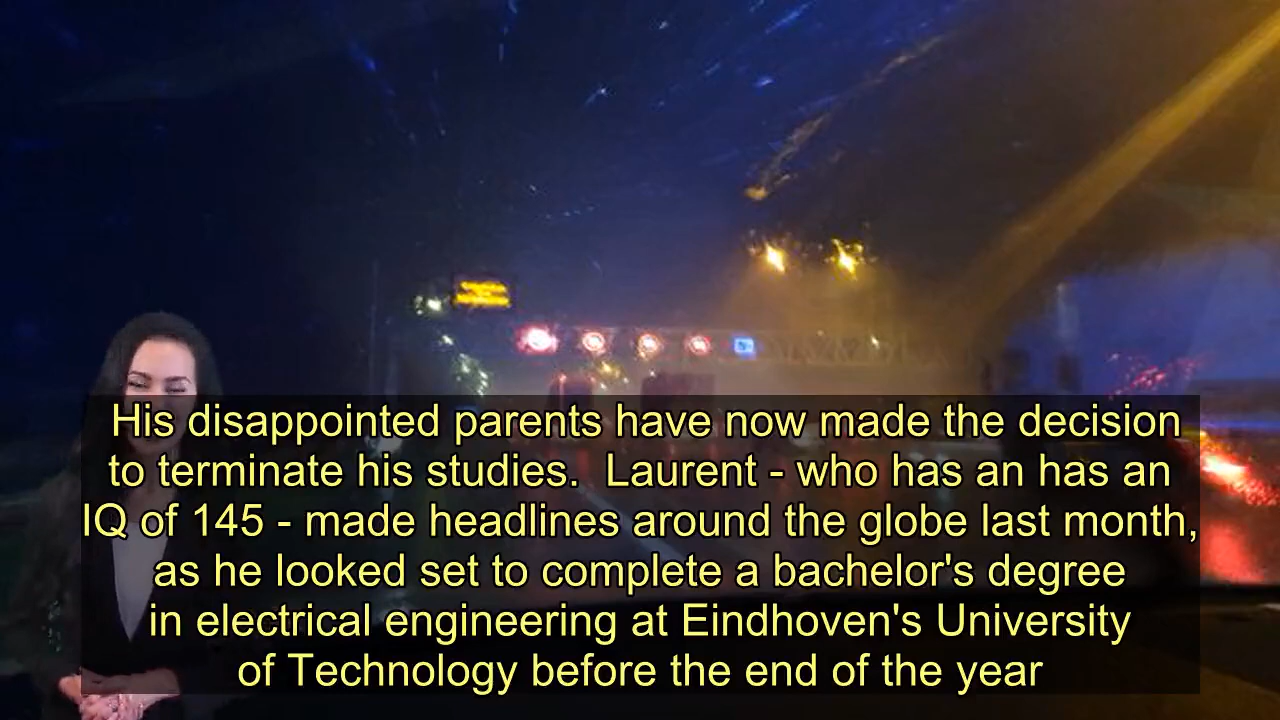 His disappointed parents have now made the decision
to terminate his studies.  Laurent - who has an has an
IQ of 145 - made headlines around the globe last month,
as he looked set to complete a bachelor's degree
in electrical engineering at Eindhoven's University
of Technology before the end of the year